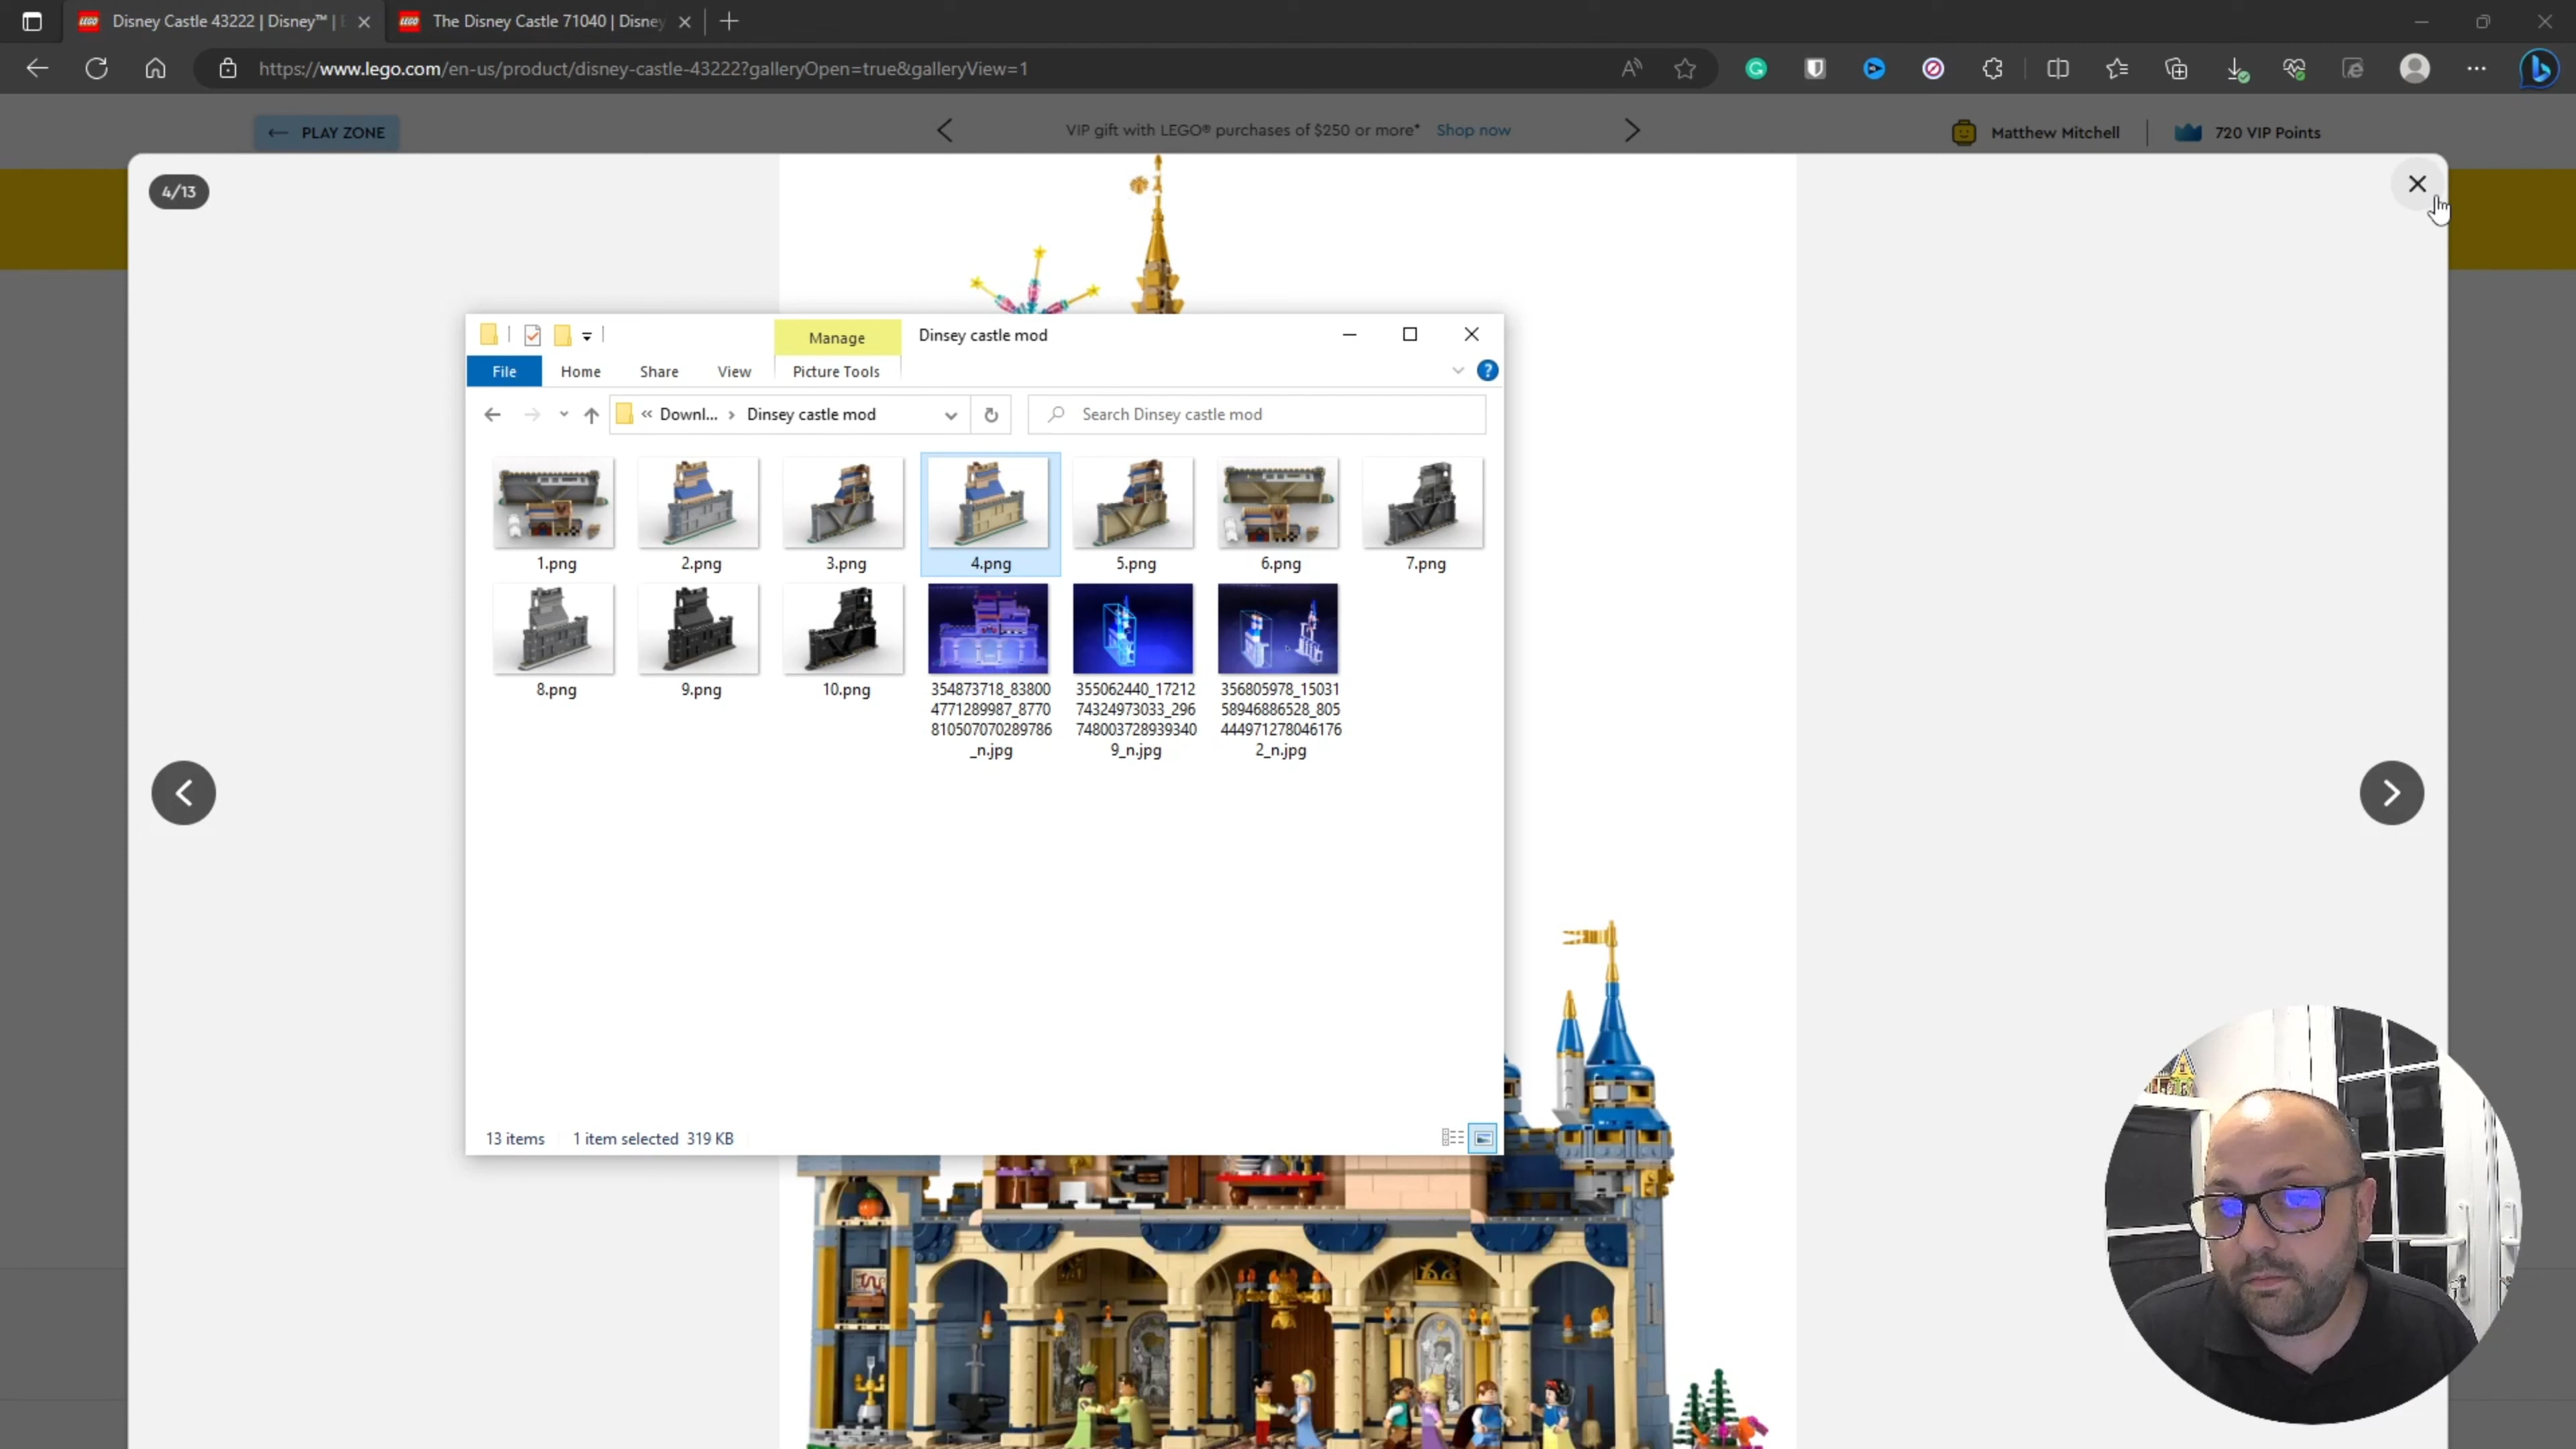 Disney Castle 43222 | Disney™ | E
The Disney Castle 71040 | Disney
https://www.lego.com/en-us/product/disney-castle-43222?galleryOpen=true&galleryView=1
PLAY ZONE
VIP gift with LEGO® purchases of $250 or more* Shop now
Matthew Mitchell
720 VIP Points
4/13
Manage
Dinsey castle mod
File
Home
Share
View
Picture Tools
« Downl... > Dinsey castle mod
Search Dinsey castle mod
1.png
2.png
3.png
4.png
5.png
6.png
7.png
8.png
9.png
10.png
354873718_83800
4771289987_8770
810507070289786
_n.jpg
355062440_17212
74324973033_296
748003728939340
9_n.jpg
356805978_15031
58946886528_805
444971278046176
2_n.jpg
13 items
1 item selected 319 KB